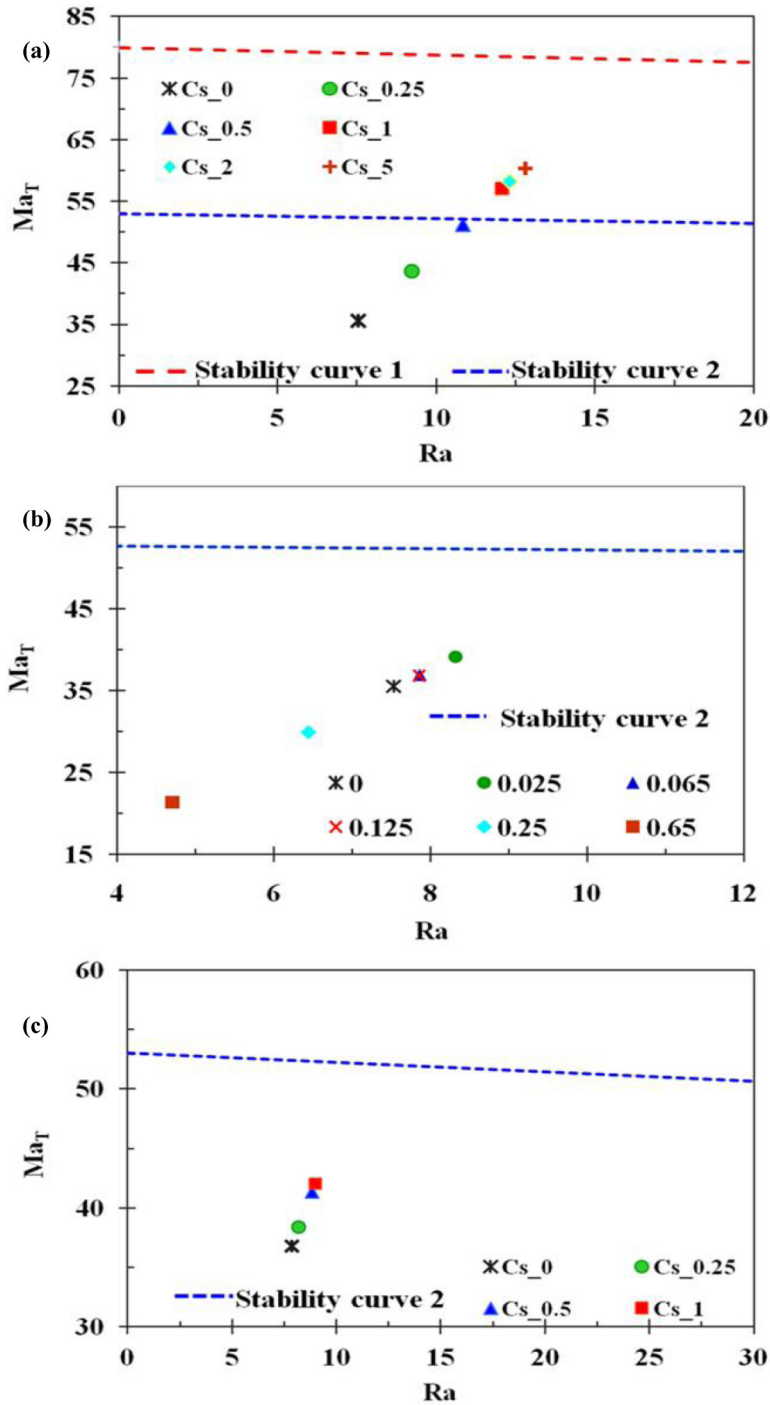 (a)
85
75
65
55
45
35
25
Ma_T
Cs_0 Cs_0.25
Cs_0.5 Cs_1
Cs_2 Cs_5
Stability curve 1 Stability curve 2
0 5 10 15 20
Ra
(b)
55
45
35
25
15
Ma_T
Stability curve 2
0 0.025 0.065
0.125 0.25 0.65
4 6 8 10 12
Ra
(c)
60
50
40
30
Ma_T
Cs_0 Cs_0.25
Stability curve 2
Cs_0.5 Cs_1
0 5 10 15 20 25 30
Ra